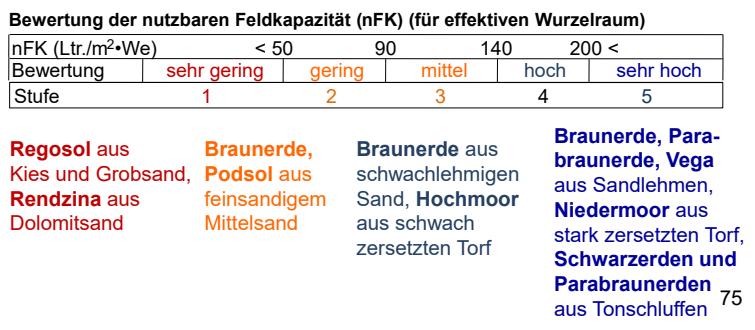 Bewertung der nutzbaren Feldkapazität (nFK) (für effektiven Wurzelraum)
nFK (Ltr./m²•We) < 50 90 140 200 <
Bewertung sehr gering gering mittel hoch sehr hoch
Stufe 1 2 3 4 5
Regosol aus
Kies und Grobsand,
Rendzina aus
Dolomitsand
Braunerde,
Podsol aus
feinsandigem
Mittelsand
Braunerde aus
schwachlehmigen
Sand, Hochmoor
aus schwach
zersetzten Torf
Braunerde, Para-
braunerde, Vega
aus Sandlehmen,
Niedermoor aus
stark zersetzten Torf,
Schwarzerden und
Parabraunerden
aus Tonschluffen
75